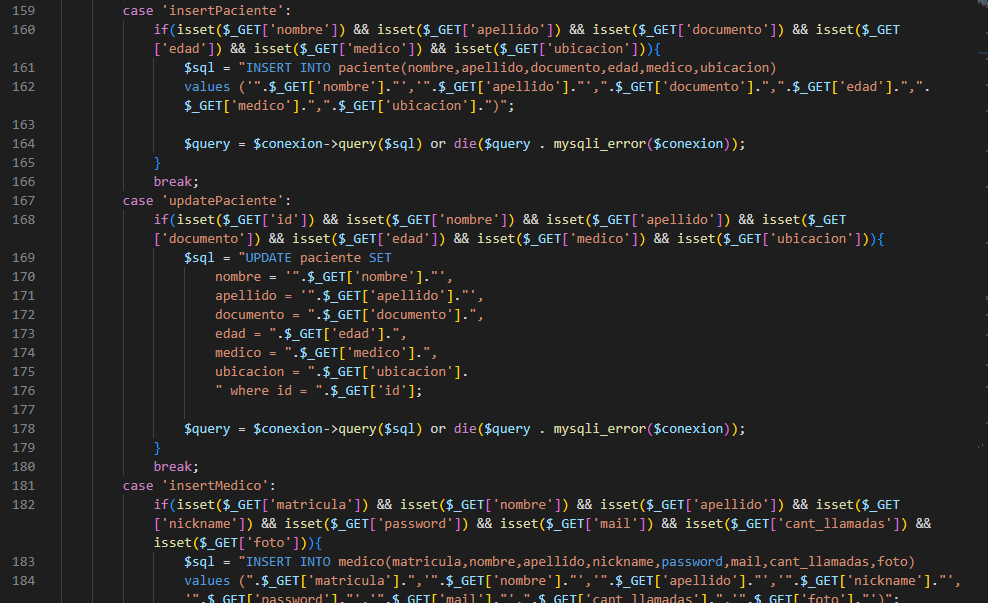 159 case 'insertPaciente':
160 if(isset($_GET['nombre']) && isset($_GET['apellido']) && isset($_GET['documento']) && isset($_GET
['edad']) && isset($_GET['medico']) && isset($_GET['ubicacion'])){
161 $sql = "INSERT INTO paciente(nombre,apellido,documento,edad,medico,ubicacion)
162 values ('".$_GET['nombre']."','".$_GET['apellido']."',".$_GET['documento'].",".$_GET['edad'].",".
$_GET['medico'].",".$_GET['ubicacion'].")";
163
164 $query = $conexion->query($sql) or die($query . mysqli_error($conexion));
165 }
166 break;
167 case 'updatePaciente':
168 if(isset($_GET['id']) && isset($_GET['nombre']) && isset($_GET['apellido']) && isset($_GET
['documento']) && isset($_GET['edad']) && isset($_GET['medico']) && isset($_GET['ubicacion'])){
169 $sql = "UPDATE paciente SET
170 nombre = '".$_GET['nombre']."',
171 apellido = '".$_GET['apellido']."',
172 documento = ".$_GET['documento'].",
173 edad = ".$_GET['edad'].",
174 medico = ".$_GET['medico'].",
175 ubicacion = ".$_GET['ubicacion'].
176 " where id = ".$_GET['id'];
177
178 $query = $conexion->query($sql) or die($query . mysqli_error($conexion));
179 }
180 break;
181 case 'insertMedico':
182 if(isset($_GET['matricula']) && isset($_GET['nombre']) && isset($_GET['apellido']) && isset($_GET
['nickname']) && isset($_GET['password']) && isset($_GET['mail']) && isset($_GET['cant_llamadas']) &&
isset($_GET['foto'])){
183 $sql = "INSERT INTO medico(matricula,nombre,apellido,nickname,password,mail,cant_llamadas,foto)
184 values (".$_GET['matricula'].",'".$_GET['nombre']."','".$_GET['apellido']."','".$_GET['nickname']."',
'".$_GET['password']."','".$_GET['mail']."',".$_GET['cant_llamadas'].",'".$_GET['foto']."')";